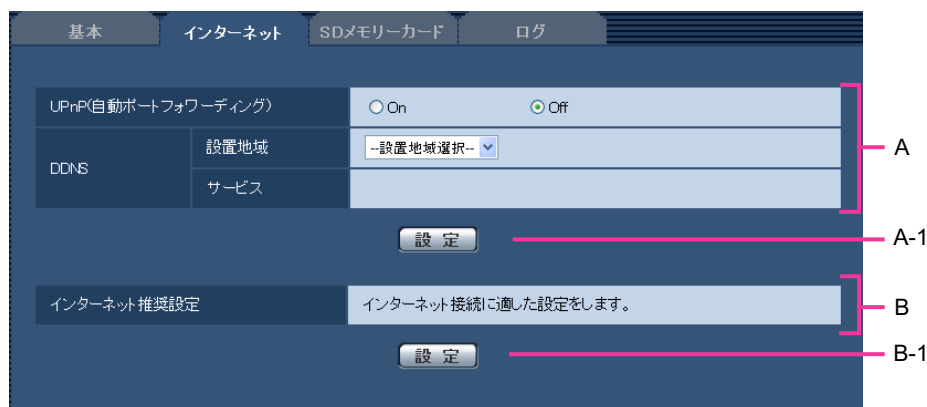 基本 インターネット SDメモリーカード ログ
UPnP(自動ポートフォワーディング) On Off
DDNS
設置地域 --設置地域選択--
サービス
A
設定 A-1
インターネット推奨設定 インターネット接続に適した設定をします。 B
設定 B-1